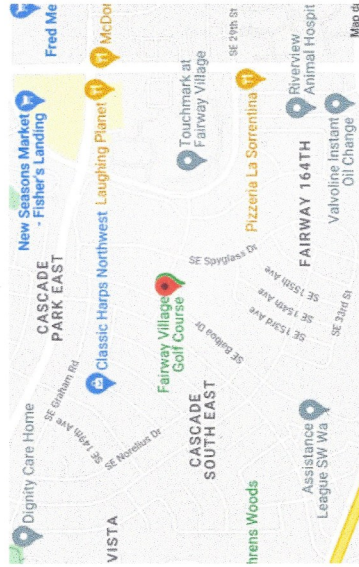 Fred Me
McDon
SE 29th St
Map da
New Seasons Market
- Fisher's Landing
Laughing Planet
Touchmark at
Fairway Village
Pizzeria La Sorrentina
Riverview
Animal Hospit
Valvoline Instant
Oil Change
FAIRWAY 164TH
CASCADE
PARK EAST
Classic Harps Northwest
Fairway Village
Golf Course
SE Spyglass Dr
SE Balboa Dr
SE 155th Ave
SE 154th Ave
SE 153rd Ave
SE 33rd St
SE Graham Rd
SE 149th Ave
SE Norelius Dr
CASCADE
SOUTH EAST
Dignity Care Home
VISTA
hrens Woods
Assistance
League SW Wa